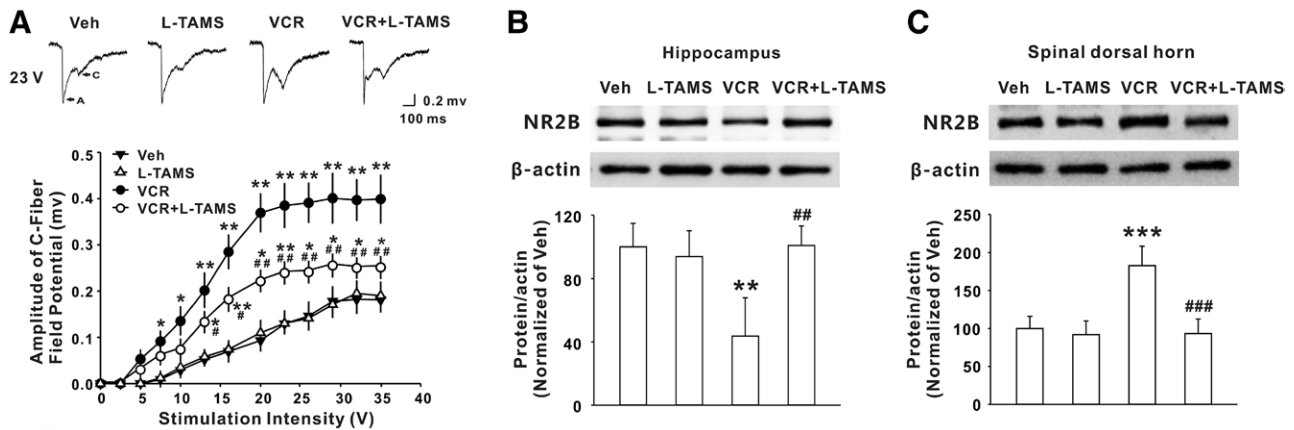 A
Veh L-TAMS VCR VCR+L-TAMS
23 V
C
A
0.2 mv
100 ms
Veh
L-TAMS
VCR
VCR+L-TAMS
Amplitude of C-Fiber
Field Potential (mv)
0.5
0.4
0.3
0.2
0.1
0.0
** ** ** ** ** **
**
**
*
*
* ** * * * *
## ## ## ## ## ##
**
#
*
#
0 5 10 15 20 25 30 35 40
Stimulation Intensity (V)
B
Hippocampus
Veh L-TAMS VCR VCR+L-TAMS
NR2B
β-actin
Protein/actin
(Normalized of Veh)
120
80
40
0
**
##
C
Spinal dorsal horn
Veh L-TAMS VCR VCR+L-TAMS
NR2B
β-actin
Protein/actin
(Normalized of Veh)
250
200
150
100
50
0
***
###